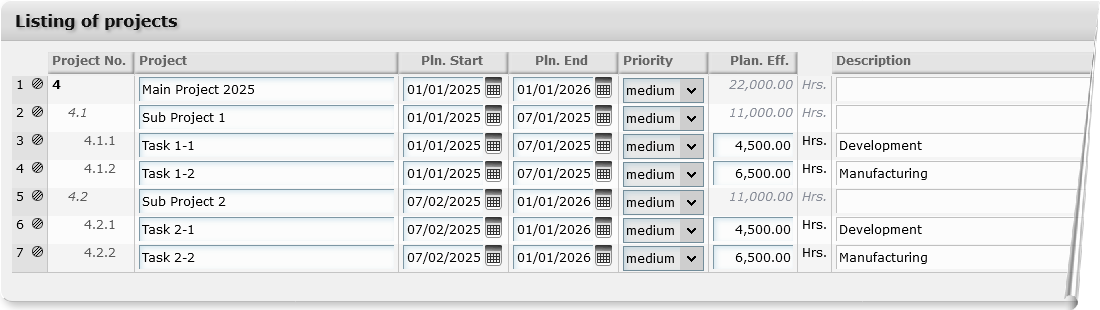 Listing of projects
Project No. Project Pln. Start Pln. End Priority Plan. Eff. Description
1 4 Main Project 2025 01/01/2025 01/01/2026 medium 22,000.00 Hrs.
2 4.1 Sub Project 1 01/01/2025 07/01/2025 medium 11,000.00 Hrs.
3 4.1.1 Task 1-1 01/01/2025 07/01/2025 medium 4,500.00 Hrs. Development
4 4.1.2 Task 1-2 01/01/2025 07/01/2025 medium 6,500.00 Hrs. Manufacturing
5 4.2 Sub Project 2 07/02/2025 01/01/2026 medium 11,000.00 Hrs.
6 4.2.1 Task 2-1 07/02/2025 01/01/2026 medium 4,500.00 Hrs. Development
7 4.2.2 Task 2-2 07/02/2025 01/01/2026 medium 6,500.00 Hrs. Manufacturing